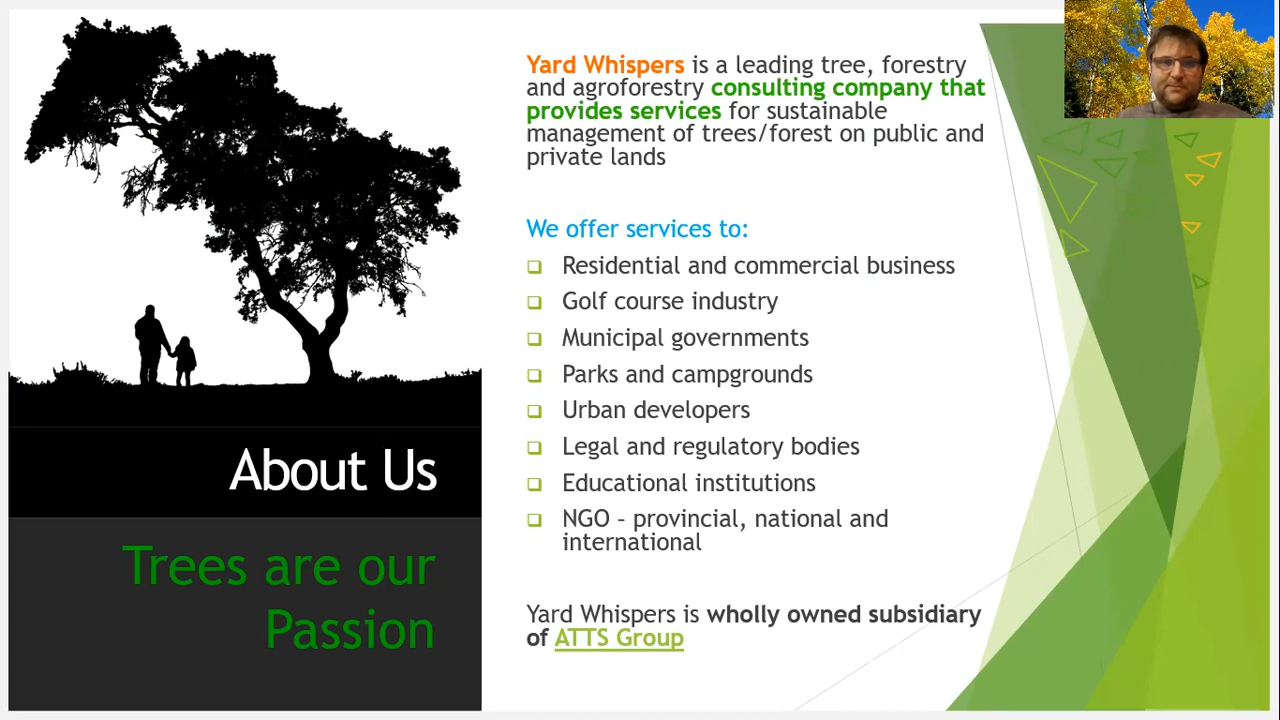 Yard Whispers is a leading tree, forestry
and agroforestry consulting company that
provides services for sustainable
management of trees/forest on public and
private lands
We offer services to:
Residential and commercial business
Golf course industry
Municipal governments
Parks and campgrounds
Urban developers
Legal and regulatory bodies
Educational institutions
NGO – provincial, national and
international
Yard Whispers is wholly owned subsidiary
of ATTS Group
About Us
Trees are our
Passion